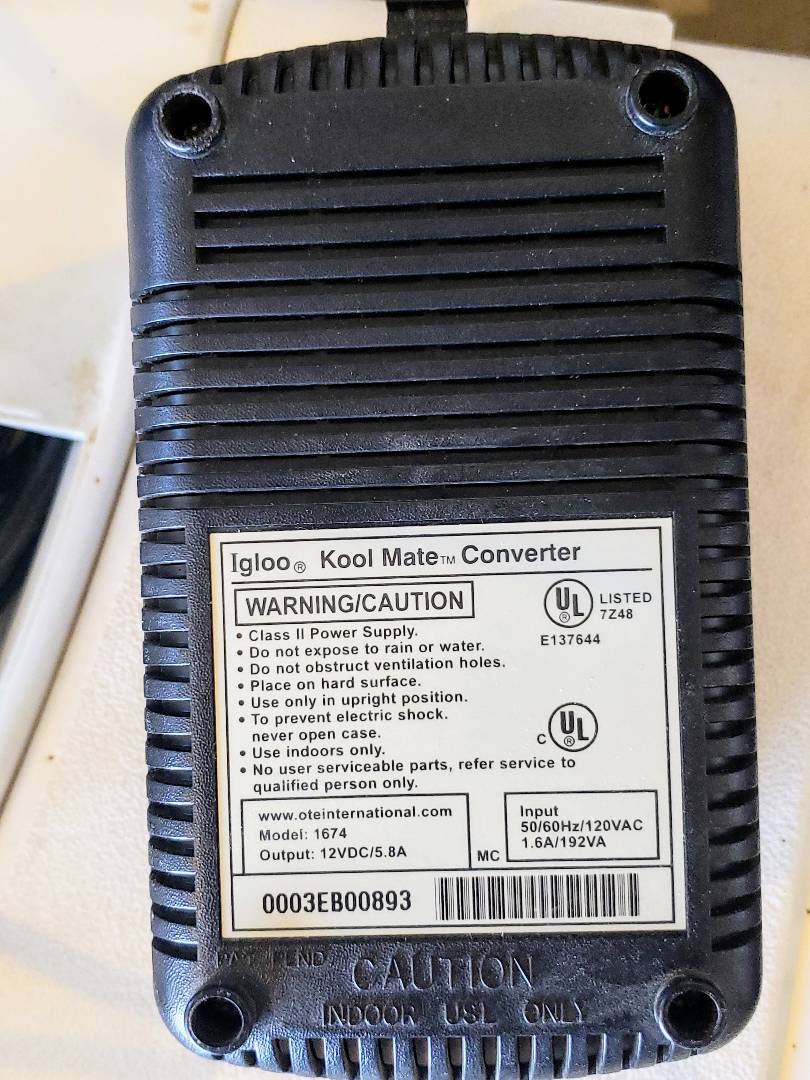 Igloo® Kool Mate™ Converter
WARNING/CAUTION
• Class II Power Supply.
• Do not expose to rain or water.
• Do not obstruct ventilation holes.
• Place on hard surface.
• Use only in upright position.
• To prevent electric shock.
never open case.
• Use indoors only.
• No user serviceable parts, refer service to
qualified person only.
UL ® LISTED
7Z48
E137644
C UL ®
www.oteinternational.com
Model: 1674
Output: 12VDC/5.8A
MC
Input
50/60Hz/120VAC
1.6A/192VA
0003EB00893
PAT PEND
CAUTION
INDOOR USE ONLY